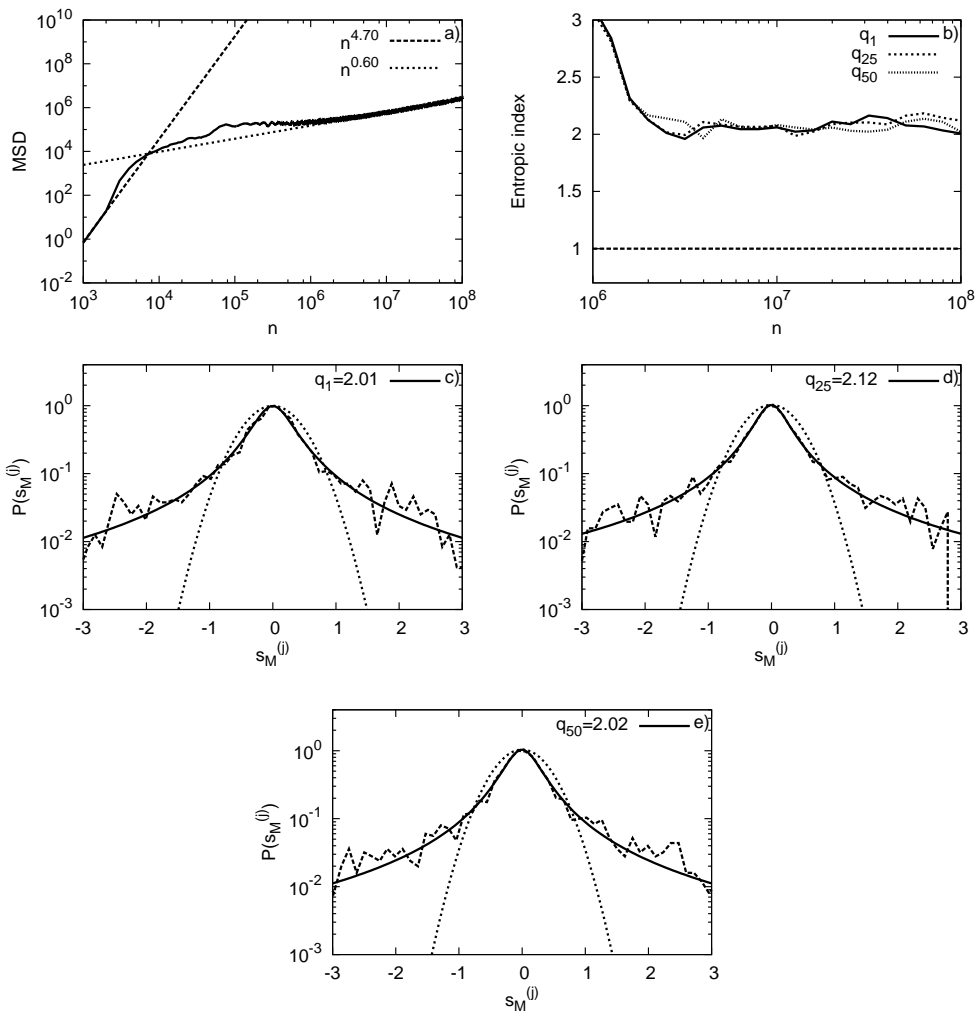 a)
n^4.70
n^0.60
MSD
10^10
10^8
10^6
10^4
10^2
10^0
10^-2
10^3 10^4 10^5 10^6 10^7 10^8
n
b)
q_1
q_25
q_50
Entropic index
3
2.5
2
1.5
1
10^6 10^7 10^8
n
q_1=2.01 c)
P(s_M^(j))
10^0
10^-1
10^-2
10^-3
-3 -2 -1 0 1 2 3
s_M^(j)
q_25=2.12 d)
P(s_M^(j))
10^0
10^-1
10^-2
10^-3
-3 -2 -1 0 1 2 3
s_M^(j)
q_50=2.02 e)
P(s_M^(j))
10^0
10^-1
10^-2
10^-3
-3 -2 -1 0 1 2 3
s_M^(j)